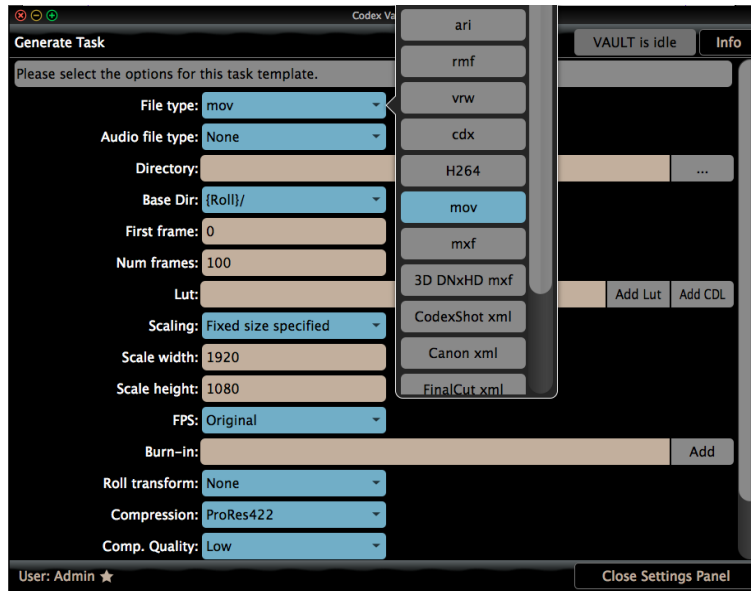 Codex Va
Generate Task
VAULT is idle
Info
Please select the options for this task template.
File type: mov
Audio file type: None
Directory: ...
Base Dir: {Roll}/
First frame: 0
Num frames: 100
Lut: Add Lut Add CDL
Scaling: Fixed size specified
Scale width: 1920
Scale height: 1080
FPS: Original
Burn-in: Add
Roll transform: None
Compression: ProRes422
Comp. Quality: Low
ari
rmf
vrw
cdx
H264
mov
mxf
3D DNxHD mxf
CodexShot xml
Canon xml
FinalCut xml
User: Admin ★
Close Settings Panel